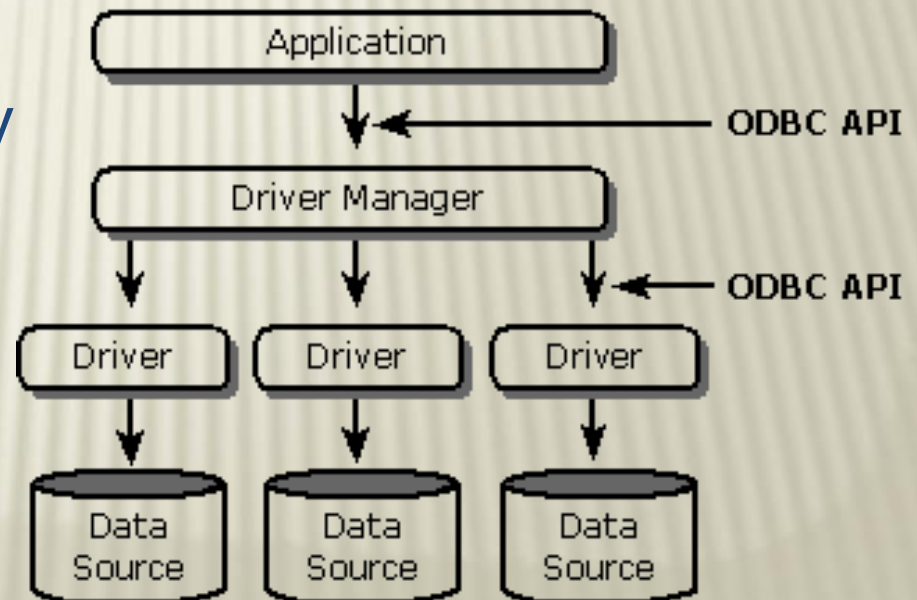 Application
ODBC API
Driver Manager
ODBC API
Driver Driver Driver
Data Data Data
Source Source Source